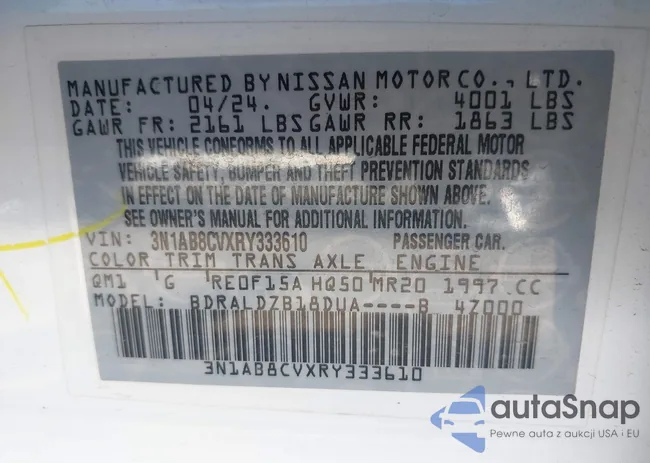 MANUFACTURED BY NISSAN MOTOR CO., LTD.
DATE: 04/24. GVWR: 4001 LBS
GAWR FR: 2161 LBS GAWR RR: 1863 LBS
THIS VEHICLE CONFORMS TO ALL APPLICABLE FEDERAL MOTOR
VEHICLE SAFETY, BUMPER AND THEFT PREVENTION STANDARDS
IN EFFECT ON THE DATE OF MANUFACTURE SHOWN ABOVE.
SEE OWNER'S MANUAL FOR ADDITIONAL INFORMATION.
VIN: 3N1AB8CVXRY333610 PASSENGER CAR.
COLOR TRIM TRANS AXLE ENGINE
QM1 G RE0F15A HQ50 MR20 1997.CC
MODEL: BDRALDZB18DUA----B 4Z000
3N1AB8CVXRY333610
autaSnap
Pewne auta z aukcji USA i EU